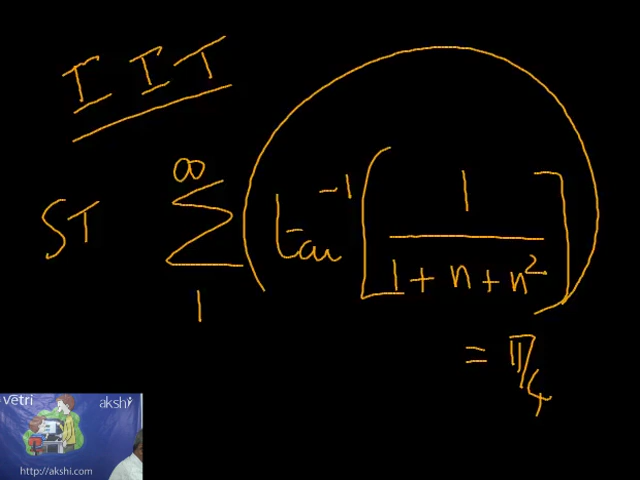 IIT
ST ∞ ∑ 1 tan⁻¹ [ 1 / 1 + n + n² ]
= π/4
vetri akshi
http://akshi.com